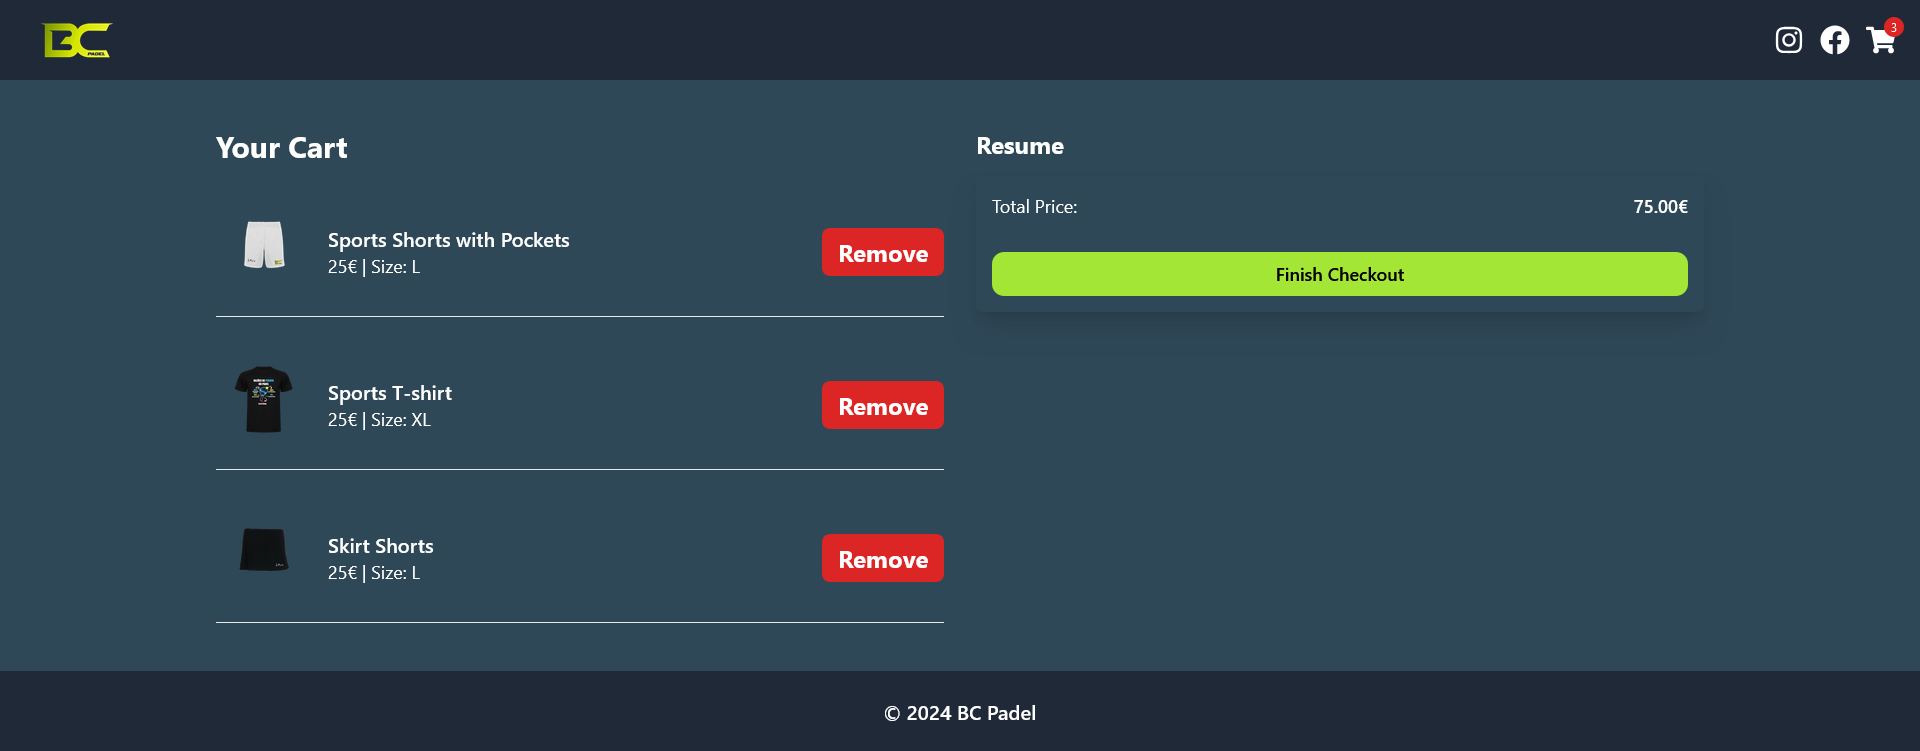 BC
PADEL
3
Your Cart
Sports Shorts with Pockets
25€ | Size: L
Remove
Sports T-shirt
25€ | Size: XL
Remove
Skirt Shorts
25€ | Size: L
Remove
Resume
Total Price: 75.00€
Finish Checkout
© 2024 BC Padel